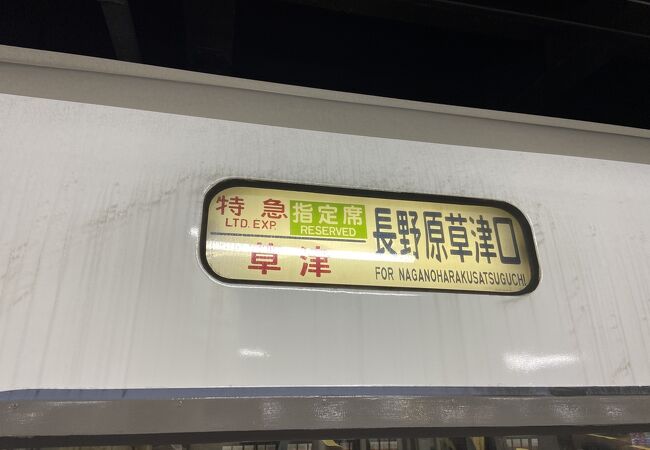 特急
LTD. EXP.
指定席
RESERVED
草津
長野原草津口
FOR NAGANOHARAKUSATSUGUCHI